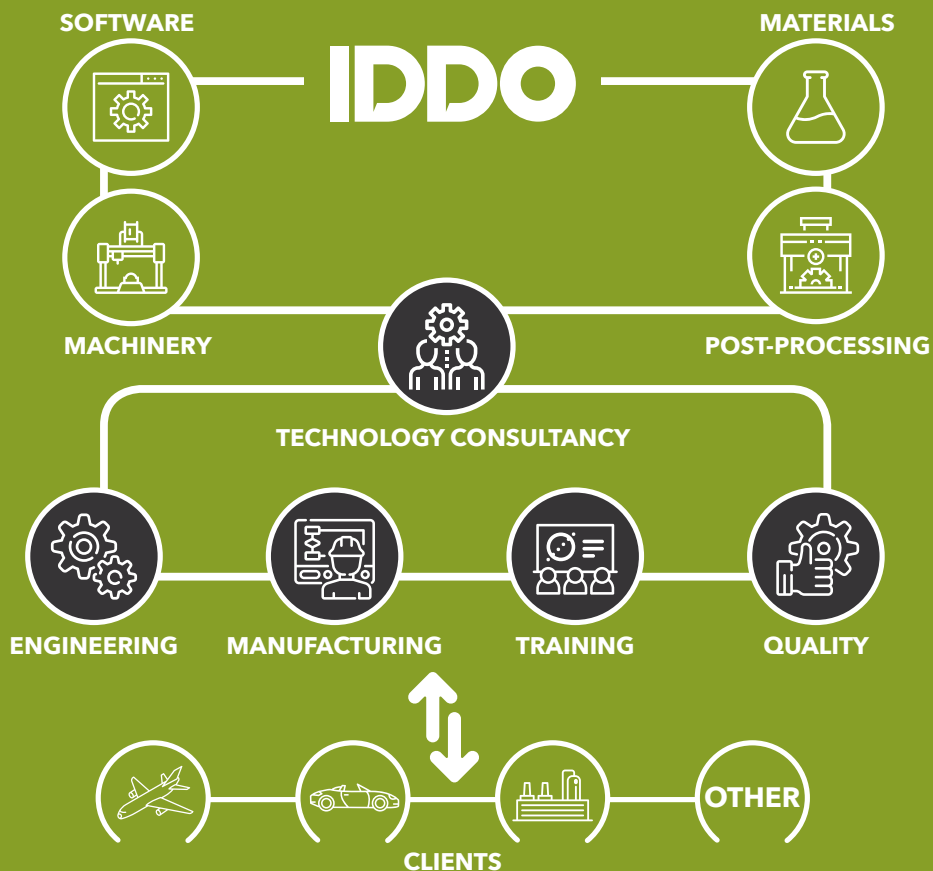 SOFTWARE
IDDO
MATERIALS
MACHINERY
POST-PROCESSING
TECHNOLOGY CONSULTANCY
ENGINEERING
MANUFACTURING
TRAINING
QUALITY
OTHER
CLIENTS